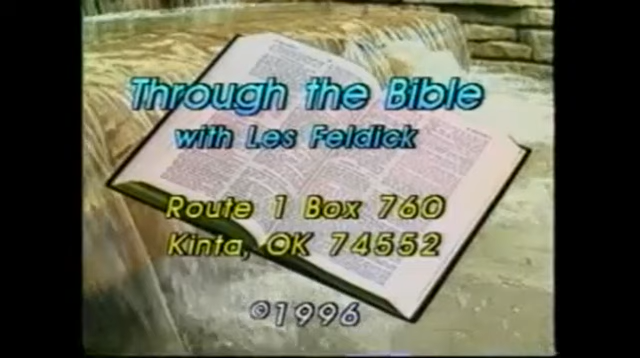 Through the Bible
with Les Feldick
Route 1 Box 760
Kinta, OK 74552
©1996